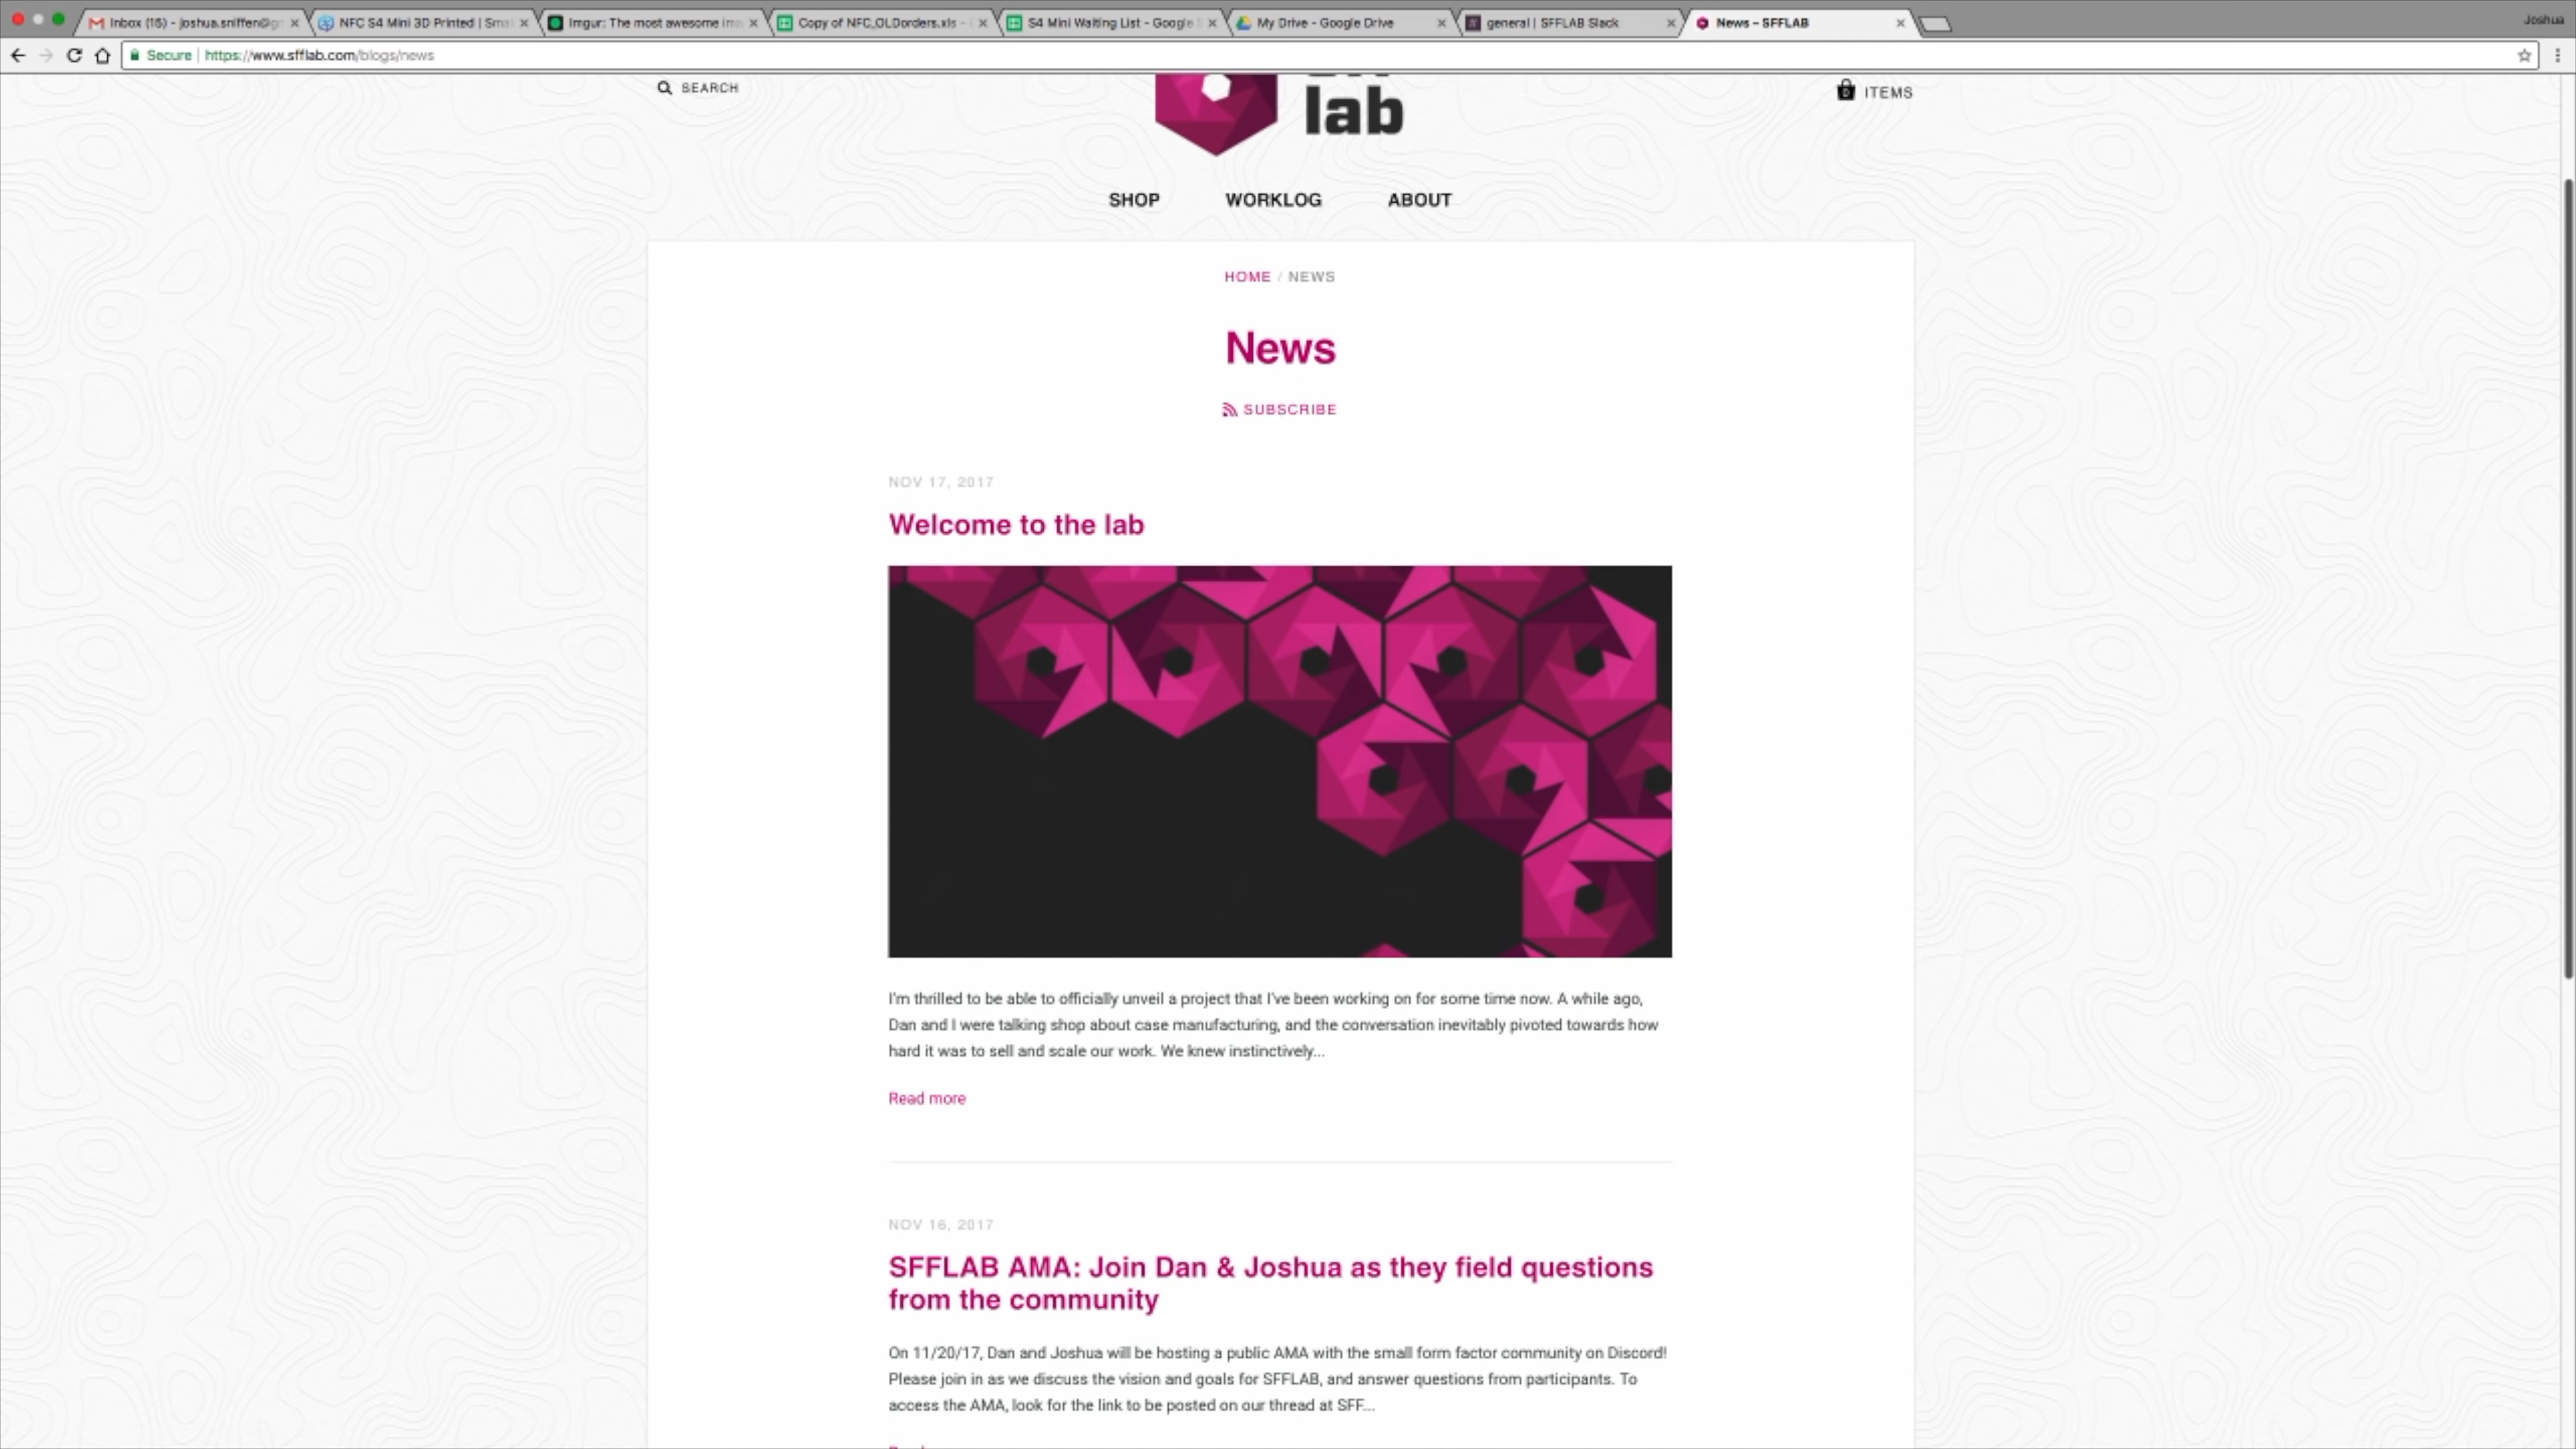 Inbox (15) - joshua.sniffen@g
NFC S4 Mini 3D Printed | Sma
Imgur: The most awesome im
Copy of NFC_OLDorders.xls -
S4 Mini Waiting List - Google S
My Drive - Google Drive
general | SFFLAB Slack
News – SFFLAB
Joshua
Secure | https://www.sfflab.com/blogs/news
SEARCH
lab
0 ITEMS
SHOP WORKLOG ABOUT
HOME / NEWS
News
SUBSCRIBE
NOV 17, 2017
Welcome to the lab
I'm thrilled to be able to officially unveil a project that I've been working on for some time now. A while ago,
Dan and I were talking shop about case manufacturing, and the conversation inevitably pivoted towards how
hard it was to sell and scale our work. We knew instinctively...
Read more
NOV 16, 2017
SFFLAB AMA: Join Dan & Joshua as they field questions
from the community
On 11/20/17, Dan and Joshua will be hosting a public AMA with the small form factor community on Discord!
Please join in as we discuss the vision and goals for SFFLAB, and answer questions from participants. To
access the AMA, look for the link to be posted on our thread at SFF...